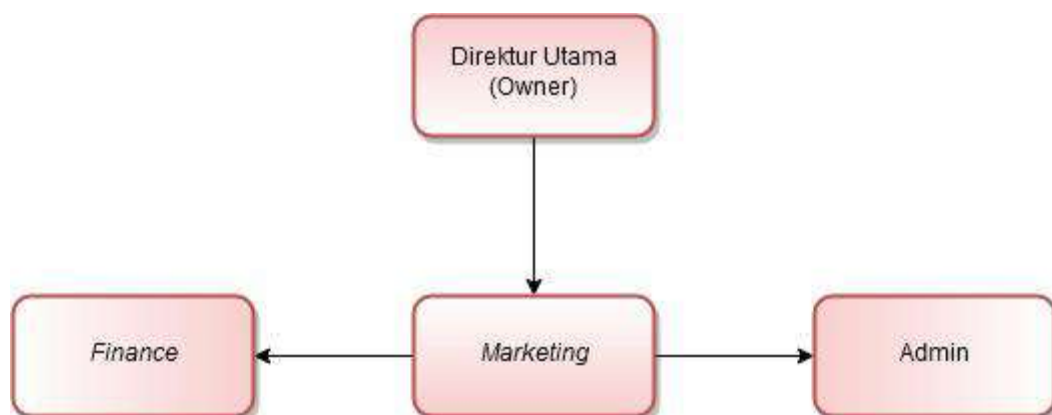 Direktur Utama
(Owner)
Finance
Marketing
Admin